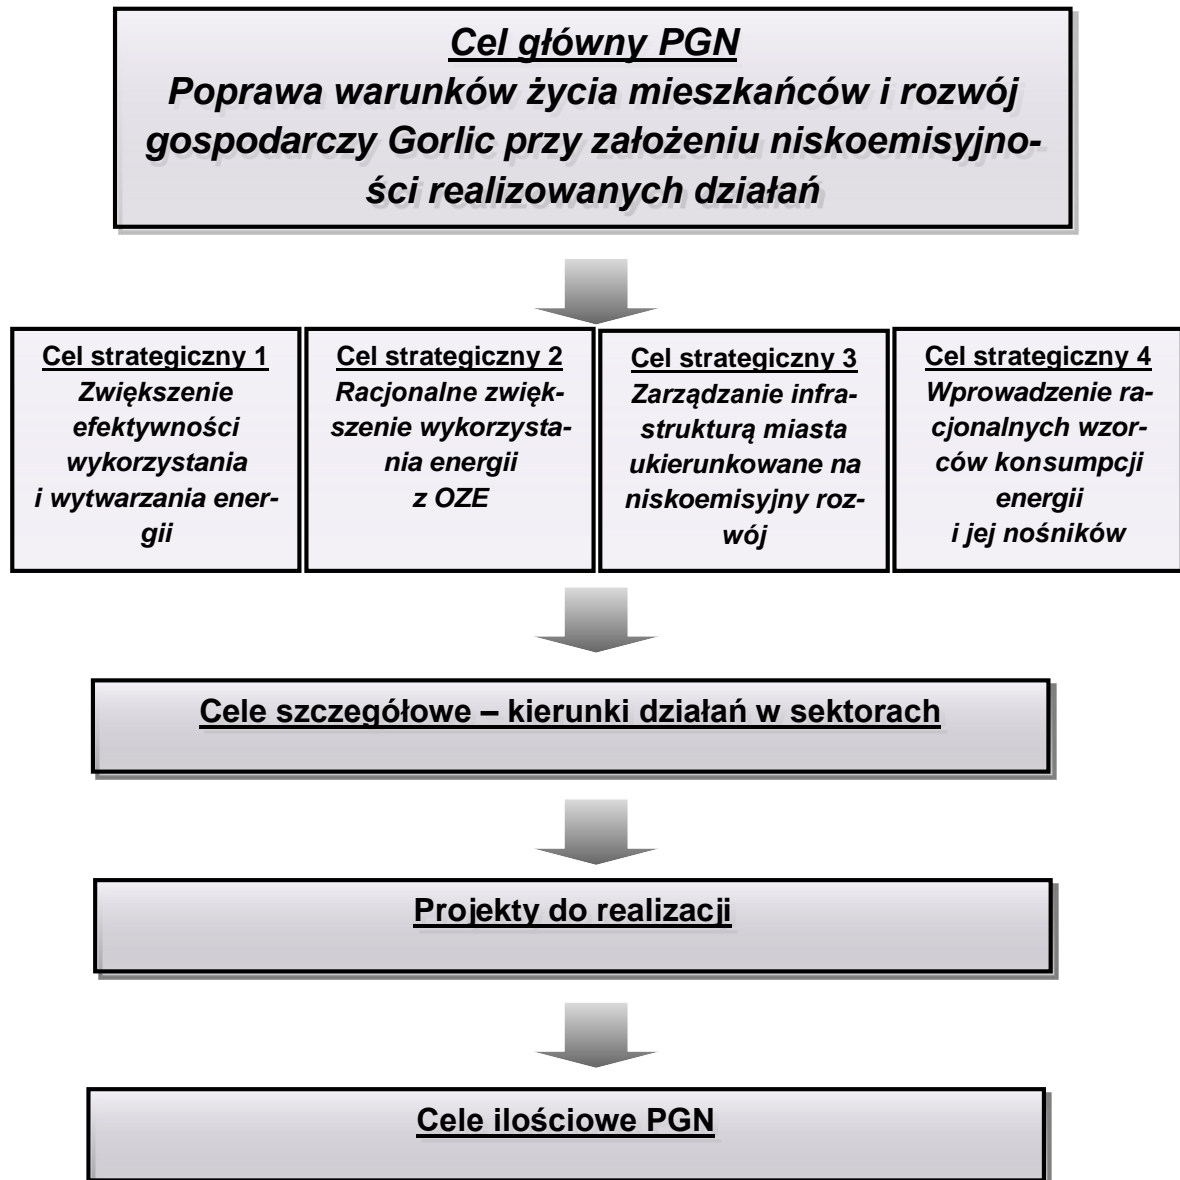 Cel główny PGN
Poprawa warunków życia mieszkańców i rozwój
gospodarczy Gorlic przy założeniu niskoemisyjno-
ści realizowanych działań
Cel strategiczny 1
Zwiększenie
efektywności
wykorzystania
i wytwarzania ener-
gii
Cel strategiczny 2
Racjonalne zwięk-
szenie wykorzysta-
nia energii
z OZE
Cel strategiczny 3
Zarządzanie infra-
strukturą miasta
ukierunkowane na
niskoemisyjny roz-
wój
Cel strategiczny 4
Wprowadzenie ra-
cjonalnych wzor-
ców konsumpcji
energii
i jej nośników
Cele szczegółowe – kierunki działań w sektorach
Projekty do realizacji
Cele ilościowe PGN